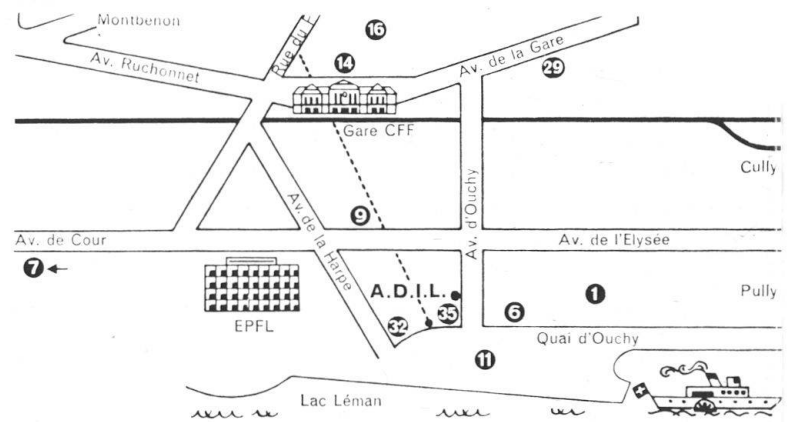 Montbenon
16
Rue du F
Av. de la Gare
Av. Ruchonnet
14
29
Gare CFF
Cully
9
Av. d'Ouchy
Av. de la Harpe
Av. de Cour
Av. de l'Elysée
7
A.D.I.L.
1
Pully
35
6
32
EPFL
Quai d'Ouchy
11
Lac Léman